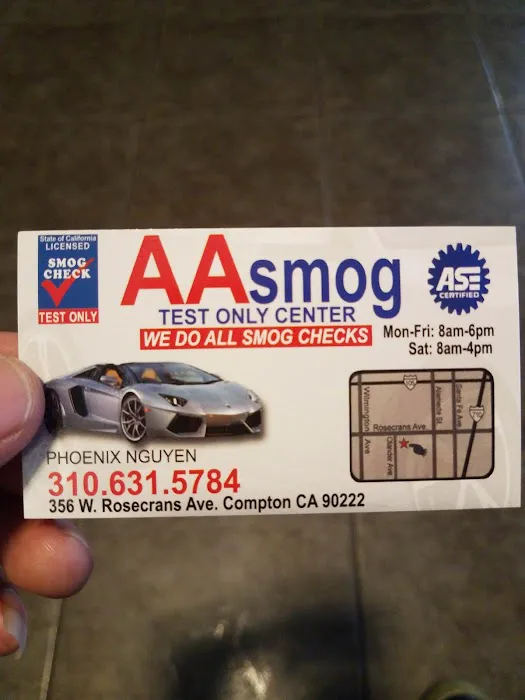 State of California
LICENSED
SMOG
CHECK
TEST ONLY
AAsmog
TEST ONLY CENTER
WE DO ALL SMOG CHECKS
ASE
CERTIFIED
Mon-Fri: 8am-6pm
Sat: 8am-4pm
PHOENIX NGUYEN
310.631.5784
356 W. Rosecrans Ave. Compton CA 90222
Wilmington Ave
Rosecrans Ave.
Oleander Ave.
Alameda St.
Santa Fe Ave